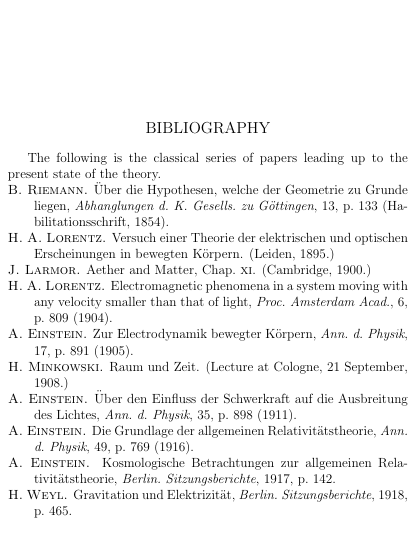 BIBLIOGRAPHY
The following is the classical series of papers leading up to the
present state of the theory.
B. Riemann. Über die Hypothesen, welche der Geometrie zu Grunde
liegen, Abhanglungen d. K. Gesells. zu Göttingen, 13, p. 133 (Ha-
bilitationsschrift, 1854).
H. A. Lorentz. Versuch einer Theorie der elektrischen und optischen
Erscheinungen in bewegten Körpern. (Leiden, 1895.)
J. Larmor. Aether and Matter, Chap. xi. (Cambridge, 1900.)
H. A. Lorentz. Electromagnetic phenomena in a system moving with
any velocity smaller than that of light, Proc. Amsterdam Acad., 6,
p. 809 (1904).
A. Einstein. Zur Electrodynamik bewegter Körpern, Ann. d. Physik,
17, p. 891 (1905).
H. Minkowski. Raum und Zeit. (Lecture at Cologne, 21 September,
1908.)
A. Einstein. Über den Einfluss der Schwerkraft auf die Ausbreitung
des Lichtes, Ann. d. Physik, 35, p. 898 (1911).
A. Einstein. Die Grundlage der allgemeinen Relativitätstheorie, Ann.
d. Physik, 49, p. 769 (1916).
A. Einstein. Kosmologische Betrachtungen zur allgemeinen Rela-
tivitätstheorie, Berlin. Sitzungsberichte, 1917, p. 142.
H. Weyl. Gravitation und Elektrizität, Berlin. Sitzungsberichte, 1918,
p. 465.